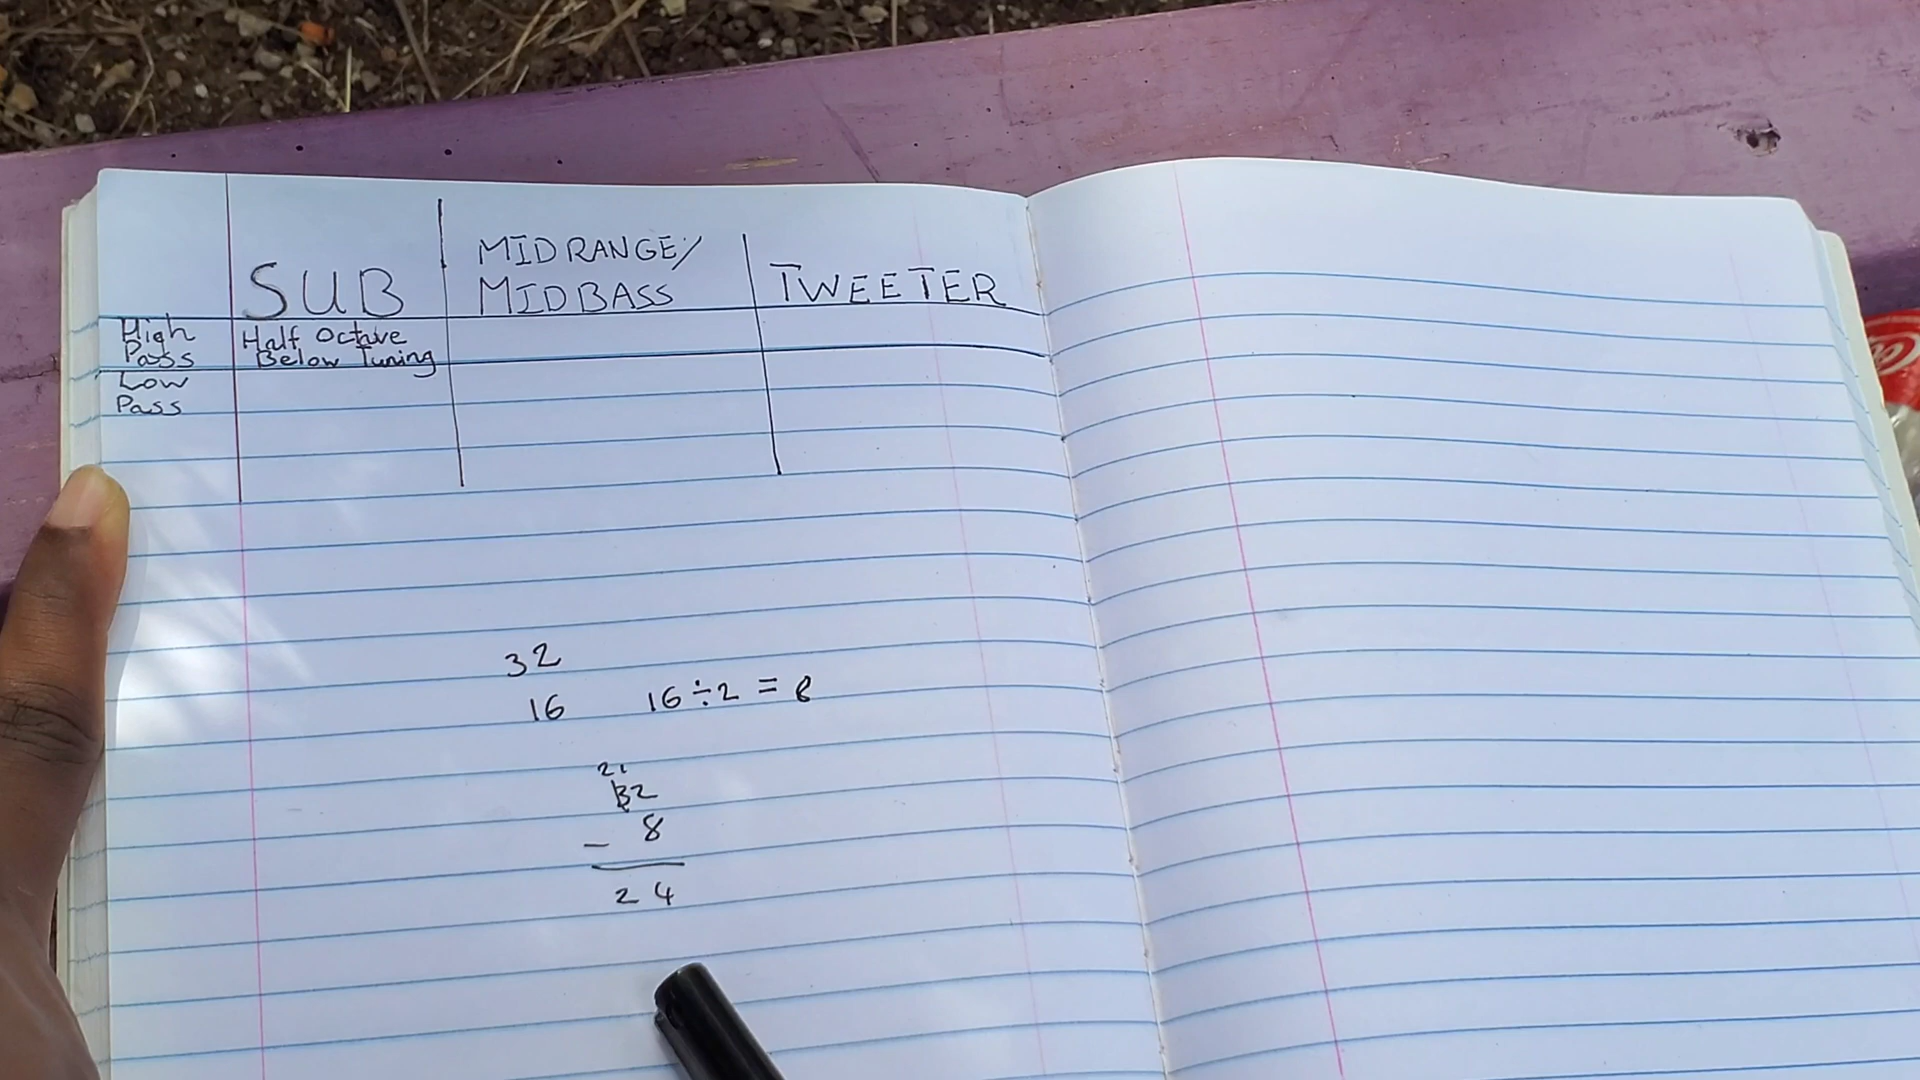 SUB
MIDRANGE/
MIDBASS
TWEETER
High
Pass
Half Octave
Below Tuning
Low
Pass
32
16
16 ÷ 2 = 8
21
32
- 8
24